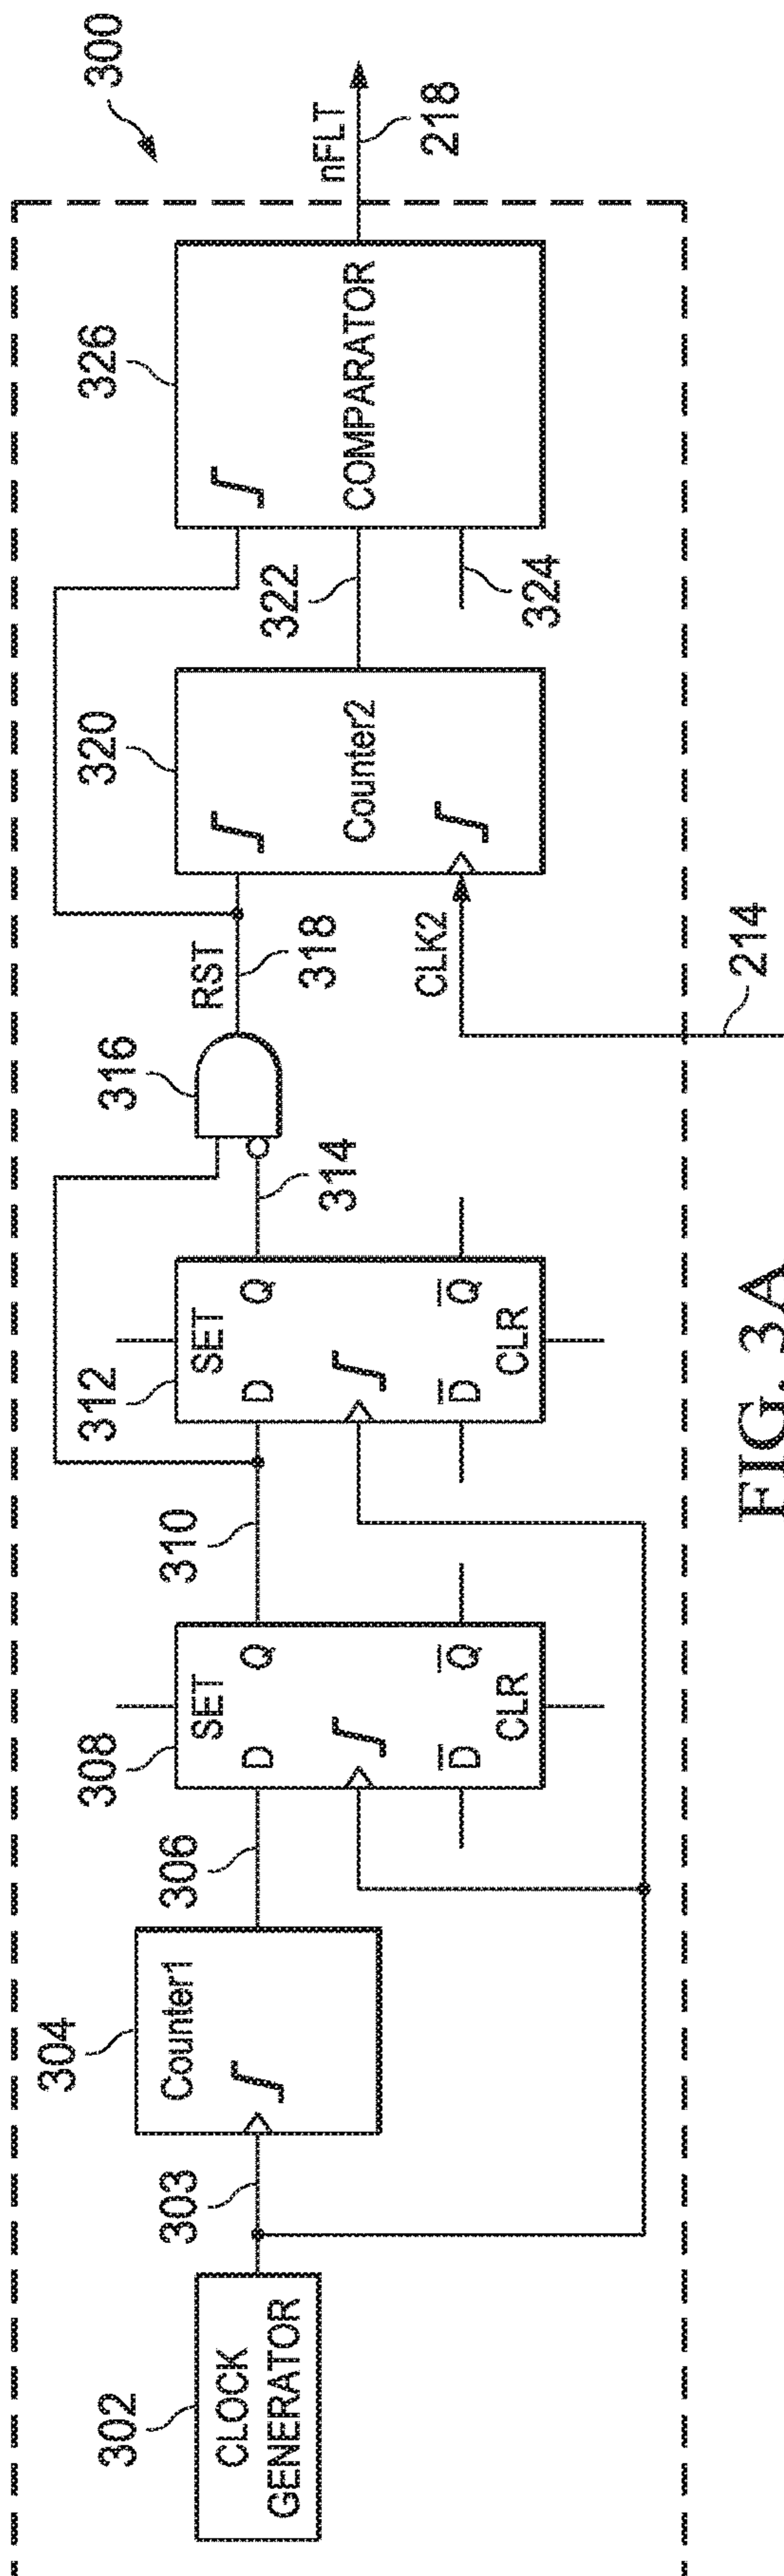 300
302
CLOCK
GENERATOR
303
304
Counter1
306
308
SET
D
Q
D̅
Q̅
CLR
310
312
SET
D
Q
D̅
Q̅
CLR
314
316
RST
318
320
Counter2
CLK2
214
322
324
326
COMPARATOR
nFLT
218
FIG. 3A